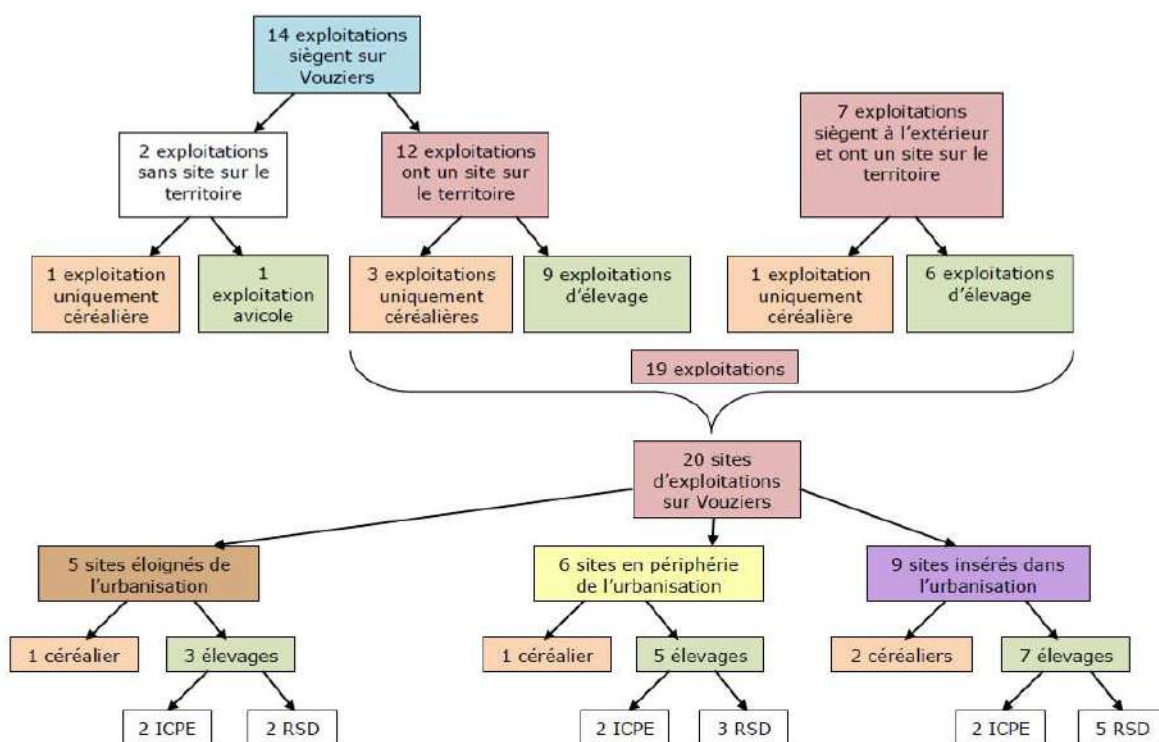 14 exploitations
siègent sur
Vouziers
2 exploitations
sans site sur le
territoire
12 exploitations
ont un site sur
le territoire
7 exploitations
siègent à l'extérieur
et ont un site sur le
territoire
1 exploitation
uniquement
céréalière
1
exploitation
avicole
3 exploitations
uniquement
céréalières
9 exploitations
d'élevage
1 exploitation
uniquement
céréalière
6 exploitations
d'élevage
19 exploitations
20 sites
d'exploitations
sur Vouziers
5 sites éloignés de
l'urbanisation
6 sites en périphérie
de l'urbanisation
9 sites insérés dans
l'urbanisation
1 céréalier
3 élevages
1 céréalier
5 élevages
2 céréaliers
7 élevages
2 ICPE
2 RSD
2 ICPE
3 RSD
2 ICPE
5 RSD